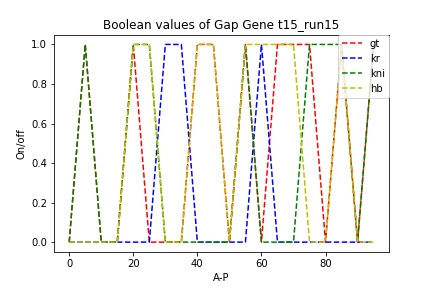 Boolean values of Gap Gene t15_run15
gt
kr
kni
hb
1.0
0.8
0.6
0.4
0.2
0.0
On/off
0 20 40 60 80
A-P